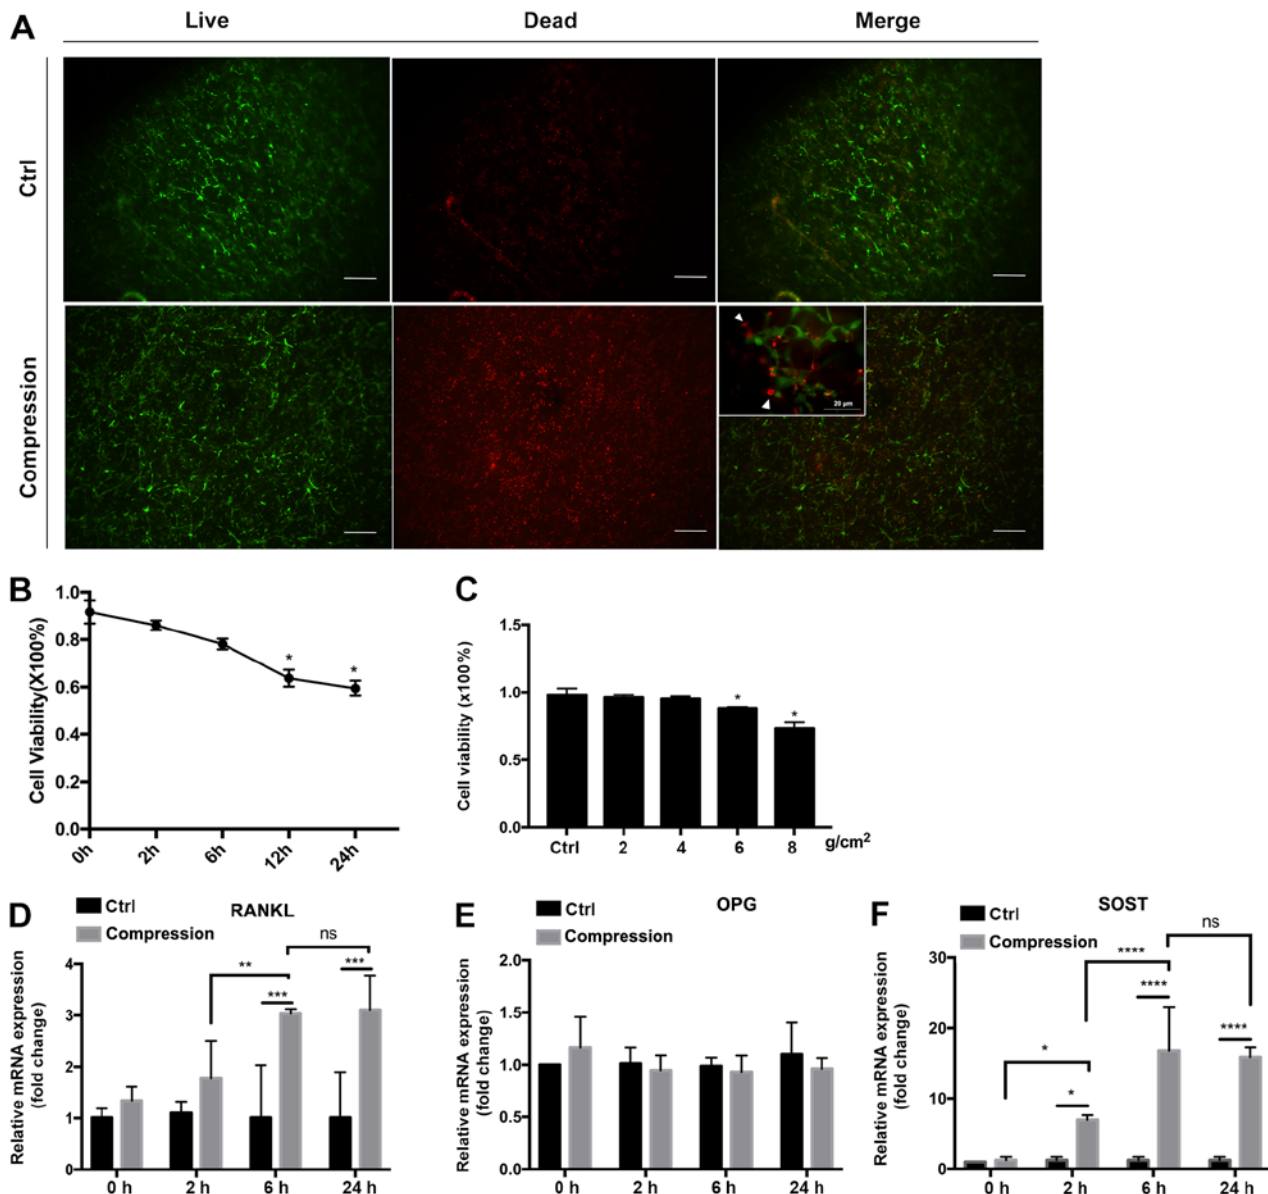 A
Live Dead Merge
Ctrl
Compression
20 µm
B
Cell Viability(X100%)
1.0
0.8
0.6
0.4
0.2
0.0
* *
0h 2h 6h 12h 24h
C
Cell viability (x100%)
1.5
1.0
0.5
0.0
* *
Ctrl 2 4 6 8 g/cm²
D
Ctrl
Compression
RANKL
Relative mRNA expression
(fold change)
4
3
2
1
0
** ns
*** ***
0 h 2 h 6 h 24 h
E
Ctrl
Compression
OPG
Relative mRNA expression
(fold change)
2.0
1.5
1.0
0.5
0.0
0 h 2 h 6 h 24 h
F
Ctrl
Compression
SOST
Relative mRNA expression
(fold change)
30
20
10
0
**** ns
* ****
* ****
0 h 2 h 6 h 24 h